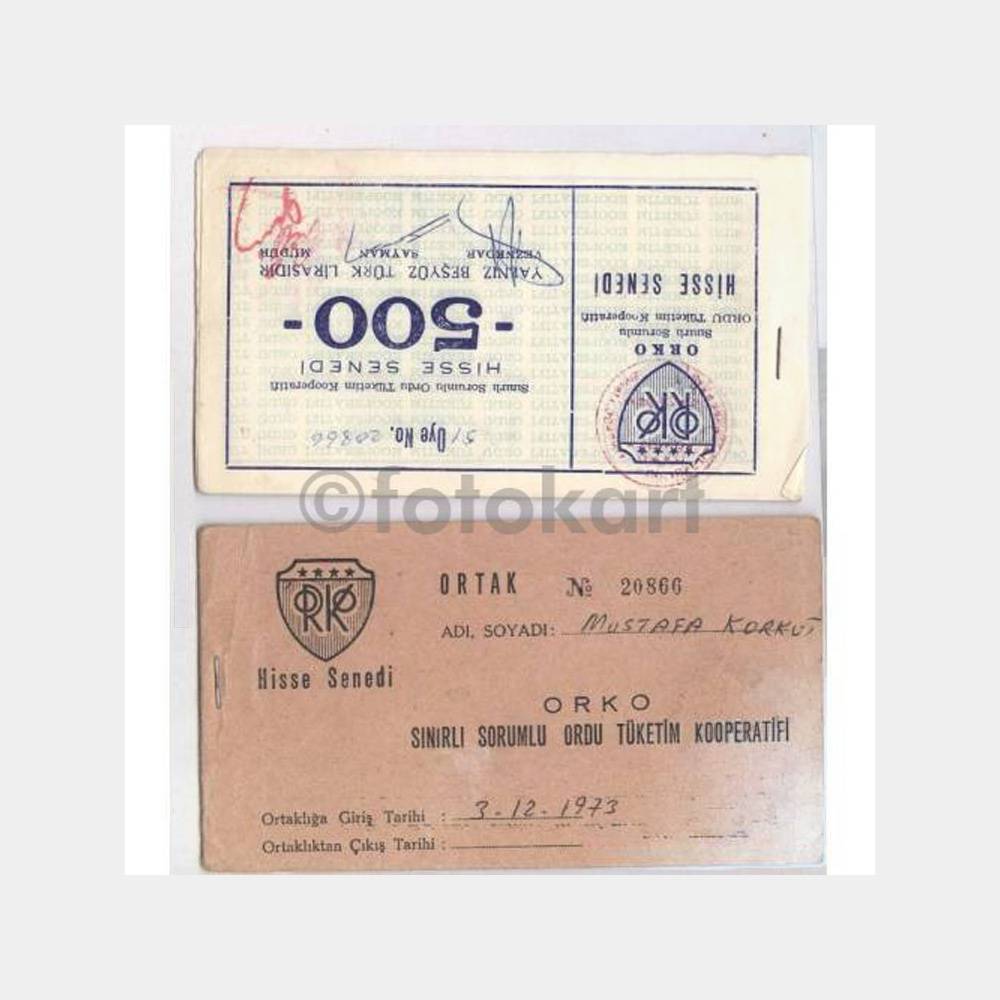 51 Üye No. 20866
Sınırlı Sorumlu Ordu Tüketim Kooperatifi
HİSSE SENEDİ
- 500 -
YALNIZ BEŞYÜZ TÜRK LİRASIDIR
VEZNEDAR SAYMAN MÜDÜR
ORKO
Sınırlı Sorumlu
ORDU Tüketim Kooperatifi
HİSSE SENEDİ
©fotokart
ORKO
Hisse Senedi
ORTAK № 20866
ADI, SOYADI: MUSTAFA KORKUT
ORKO
SINIRLI SORUMLU ORDU TÜKETİM KOOPERATİFİ
Ortaklığa Giriş Tarihi : 3-12-1973
Ortaklıktan Çıkış Tarihi :